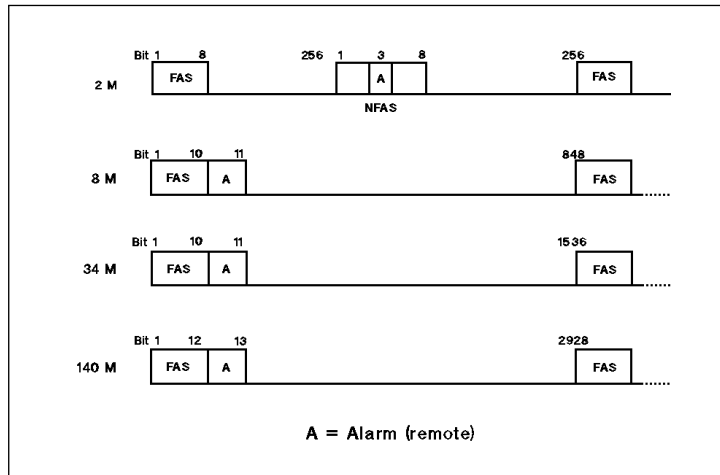 Bit 1 8 256 1 3 8 256
2 M FAS A FAS
NFAS
Bit 1 10 11 848
8 M FAS A FAS
Bit 1 10 11 1536
34 M FAS A FAS
Bit 1 12 13 2928
140 M FAS A FAS
A = Alarm (remote)